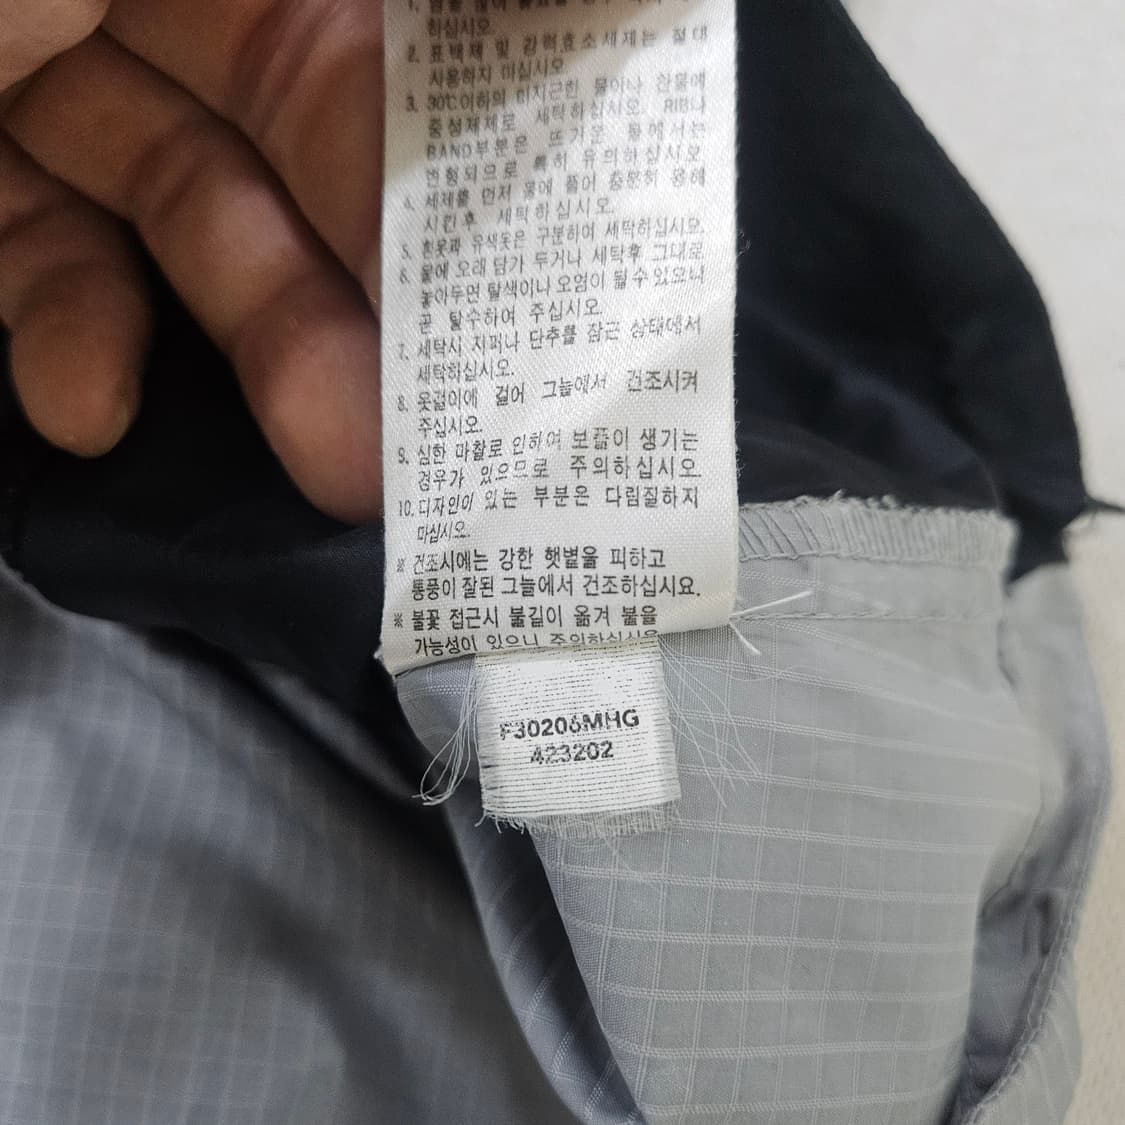 하십시오.
2. 표백제 및 강력효소세제는 절대
사용하지 마십시오.
3. 30℃이하의 미지근한 물이나 찬물에
중성세제로 세탁하십시오. RIB나
BAND부분은 뜨거운 물에서는
변형되므로 특히 유의하십시오.
4. 세제를 먼저 물에 풀어 충분히 용해
시킨후 세탁하십시오.
5. 흰옷과 유색옷은 구분하여 세탁하십시오.
6. 물에 오래 담가 두거나 세탁후 그대로
놓아두면 탈색이나 오염이 될 수 있으니
곧 탈수하여 주십시오.
7. 세탁시 지퍼나 단추를 잠근 상태에서
세탁하십시오.
8. 옷걸이에 걸어 그늘에서 건조시켜
주십시오.
9. 심한 마찰로 인하여 보풀이 생기는
경우가 있으므로 주의하십시오.
10. 디자인이 있는 부분은 다림질하지
마십시오.
※ 건조시에는 강한 햇볕을 피하고
통풍이 잘된 그늘에서 건조하십시요.
※ 불꽃 접근시 불길이 옮겨 붙을
가능성이 있으니 주의하십시오
F30206MHG
423202